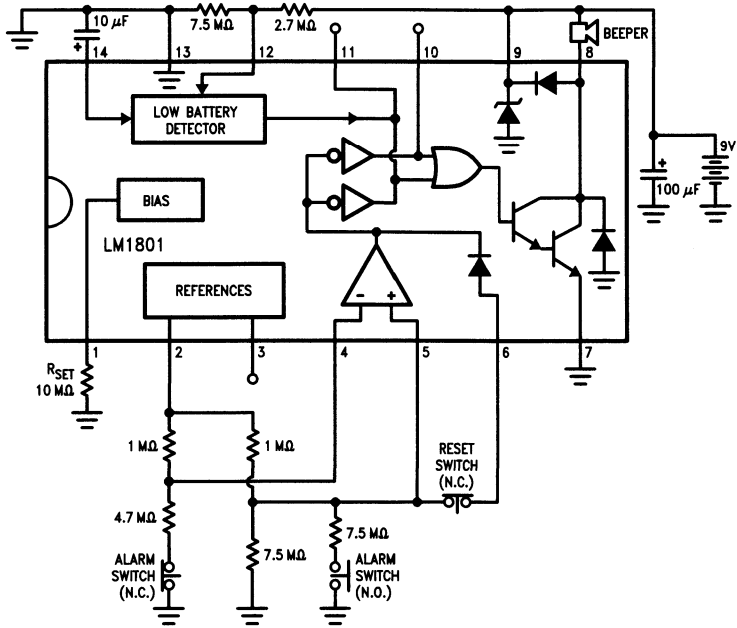 10 μF
7.5 MΩ
2.7 MΩ
BEEPER
14
13
12
11
10
9
8
LOW BATTERY
DETECTOR
9V
+
+
100 μF
BIAS
LM1801
REFERENCES
-
+
1
2
3
4
5
6
7
RSET
10 MΩ
1 MΩ
1 MΩ
RESET
SWITCH
(N.C.)
4.7 MΩ
7.5 MΩ
7.5 MΩ
ALARM
SWITCH
(N.C.)
ALARM
SWITCH
(N.O.)